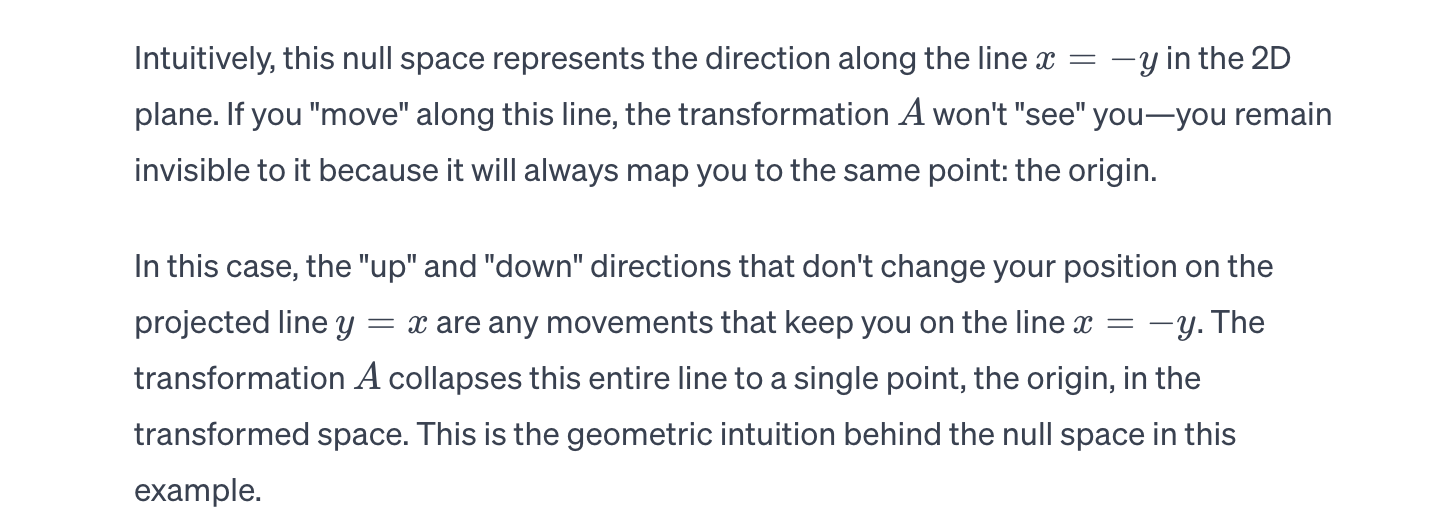 Intuitively, this null space represents the direction along the line x = −y in the 2D
plane. If you "move" along this line, the transformation A won't "see" you—you remain
invisible to it because it will always map you to the same point: the origin.
In this case, the "up" and "down" directions that don't change your position on the
projected line y = x are any movements that keep you on the line x = −y. The
transformation A collapses this entire line to a single point, the origin, in the
transformed space. This is the geometric intuition behind the null space in this
example.